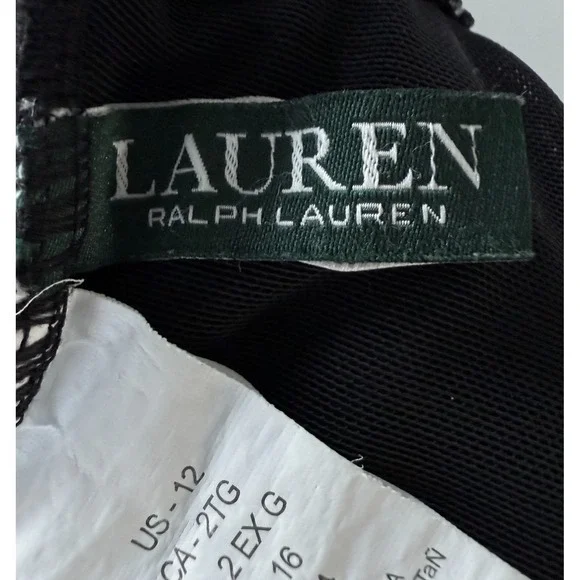 LAUREN
RALPH LAUREN
US - 12
CA - 2TG
2 EX G
16